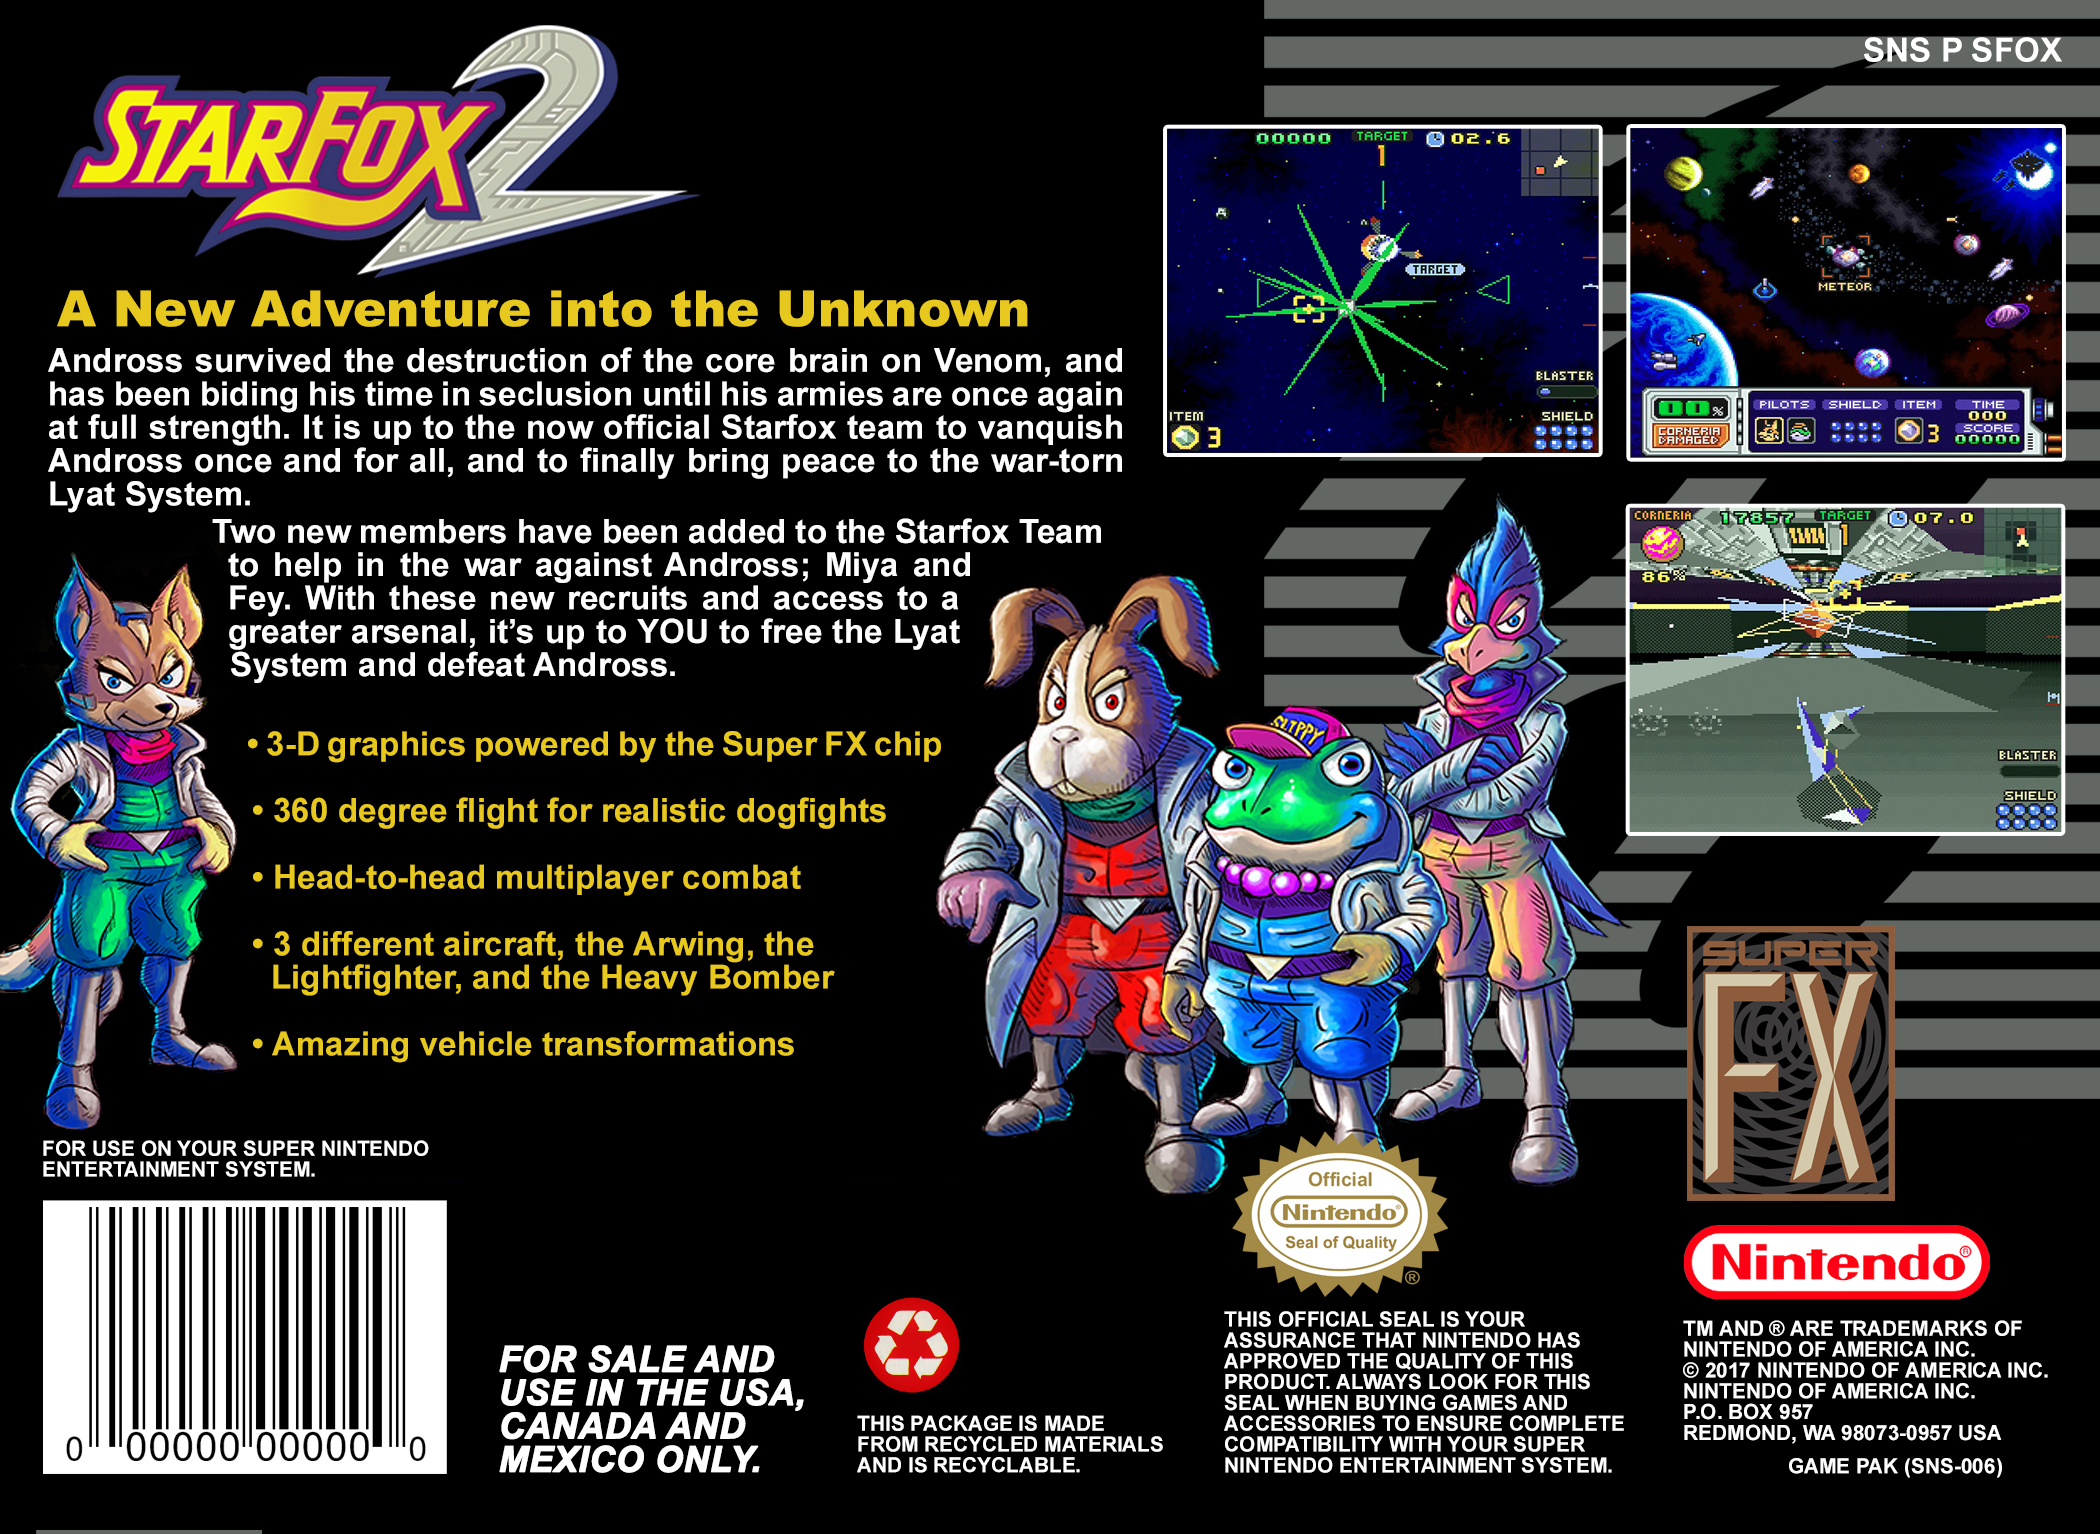 STARFOX 2
SNS P SFOX
A New Adventure into the Unknown
Andross survived the destruction of the core brain on Venom, and
has been biding his time in seclusion until his armies are once again
at full strength. It is up to the now official Starfox team to vanquish
Andross once and for all, and to finally bring peace to the war-torn
Lyat System.
Two new members have been added to the Starfox Team
to help in the war against Andross; Miya and
Fey. With these new recruits and access to a
greater arsenal, it's up to YOU to free the Lyat
System and defeat Andross.
• 3-D graphics powered by the Super FX chip
• 360 degree flight for realistic dogfights
• Head-to-head multiplayer combat
• 3 different aircraft, the Arwing, the
Lightfighter, and the Heavy Bomber
• Amazing vehicle transformations
00000 TARGET 02.6
1
TARGET
BLASTER
ITEM SHIELD
3
METEOR
00% PILOTS SHIELD ITEM TIME
000
CORNERIA 3 SCORE
DAMAGED 00000
CORNERIA 17857 TARGET 07.0
1
86%
BLASTER
SHIELD
SLIPPY
SUPER
FX
FOR USE ON YOUR SUPER NINTENDO
ENTERTAINMENT SYSTEM.
0 00000 00000 0
FOR SALE AND
USE IN THE USA,
CANADA AND
MEXICO ONLY.
THIS PACKAGE IS MADE
FROM RECYCLED MATERIALS
AND IS RECYCLABLE.
Official
Nintendo®
Seal of Quality
®
THIS OFFICIAL SEAL IS YOUR
ASSURANCE THAT NINTENDO HAS
APPROVED THE QUALITY OF THIS
PRODUCT. ALWAYS LOOK FOR THIS
SEAL WHEN BUYING GAMES AND
ACCESSORIES TO ENSURE COMPLETE
COMPATIBILITY WITH YOUR SUPER
NINTENDO ENTERTAINMENT SYSTEM.
Nintendo®
TM AND ® ARE TRADEMARKS OF
NINTENDO OF AMERICA INC.
© 2017 NINTENDO OF AMERICA INC.
NINTENDO OF AMERICA INC.
P.O. BOX 957
REDMOND, WA 98073-0957 USA
GAME PAK (SNS-006)